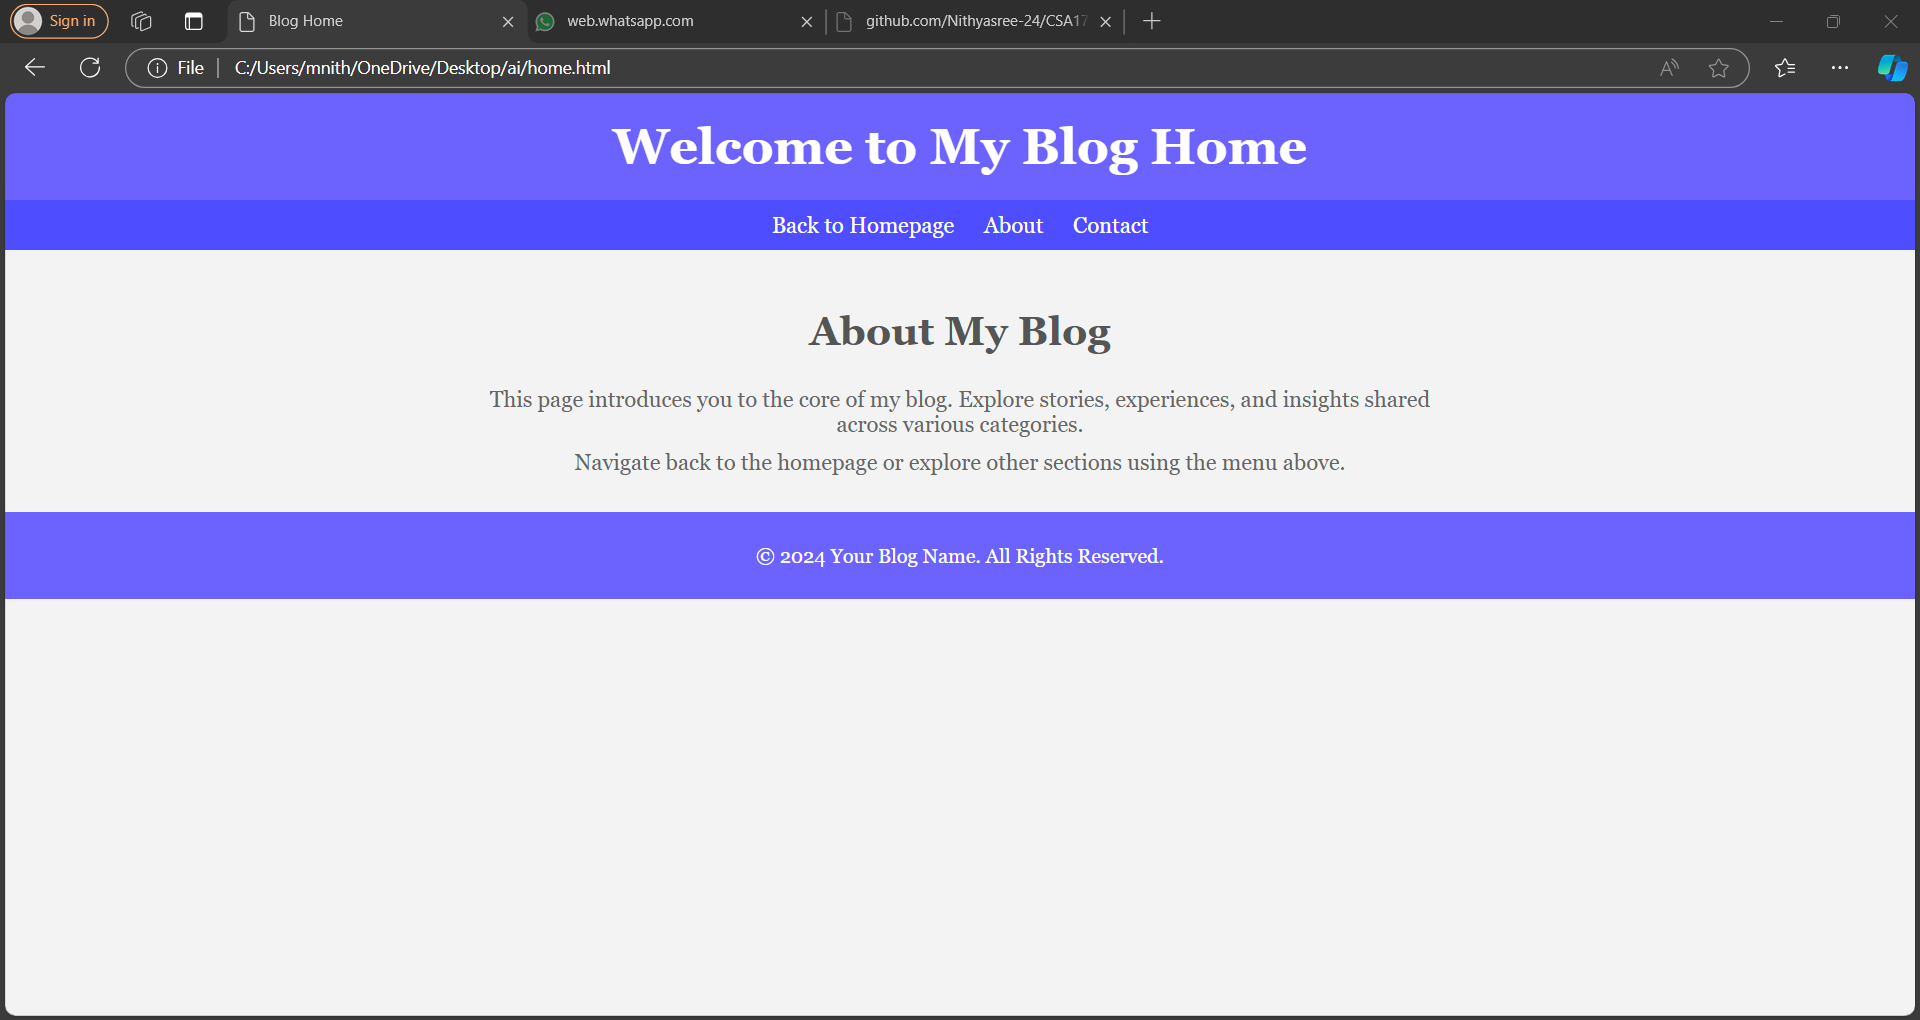 Sign in
Blog Home
web.whatsapp.com
github.com/Nithyasree-24/CSA17
File
C:/Users/mnith/OneDrive/Desktop/ai/home.html
Welcome to My Blog Home
Back to Homepage About Contact
About My Blog
This page introduces you to the core of my blog. Explore stories, experiences, and insights shared
across various categories.
Navigate back to the homepage or explore other sections using the menu above.
© 2024 Your Blog Name. All Rights Reserved.